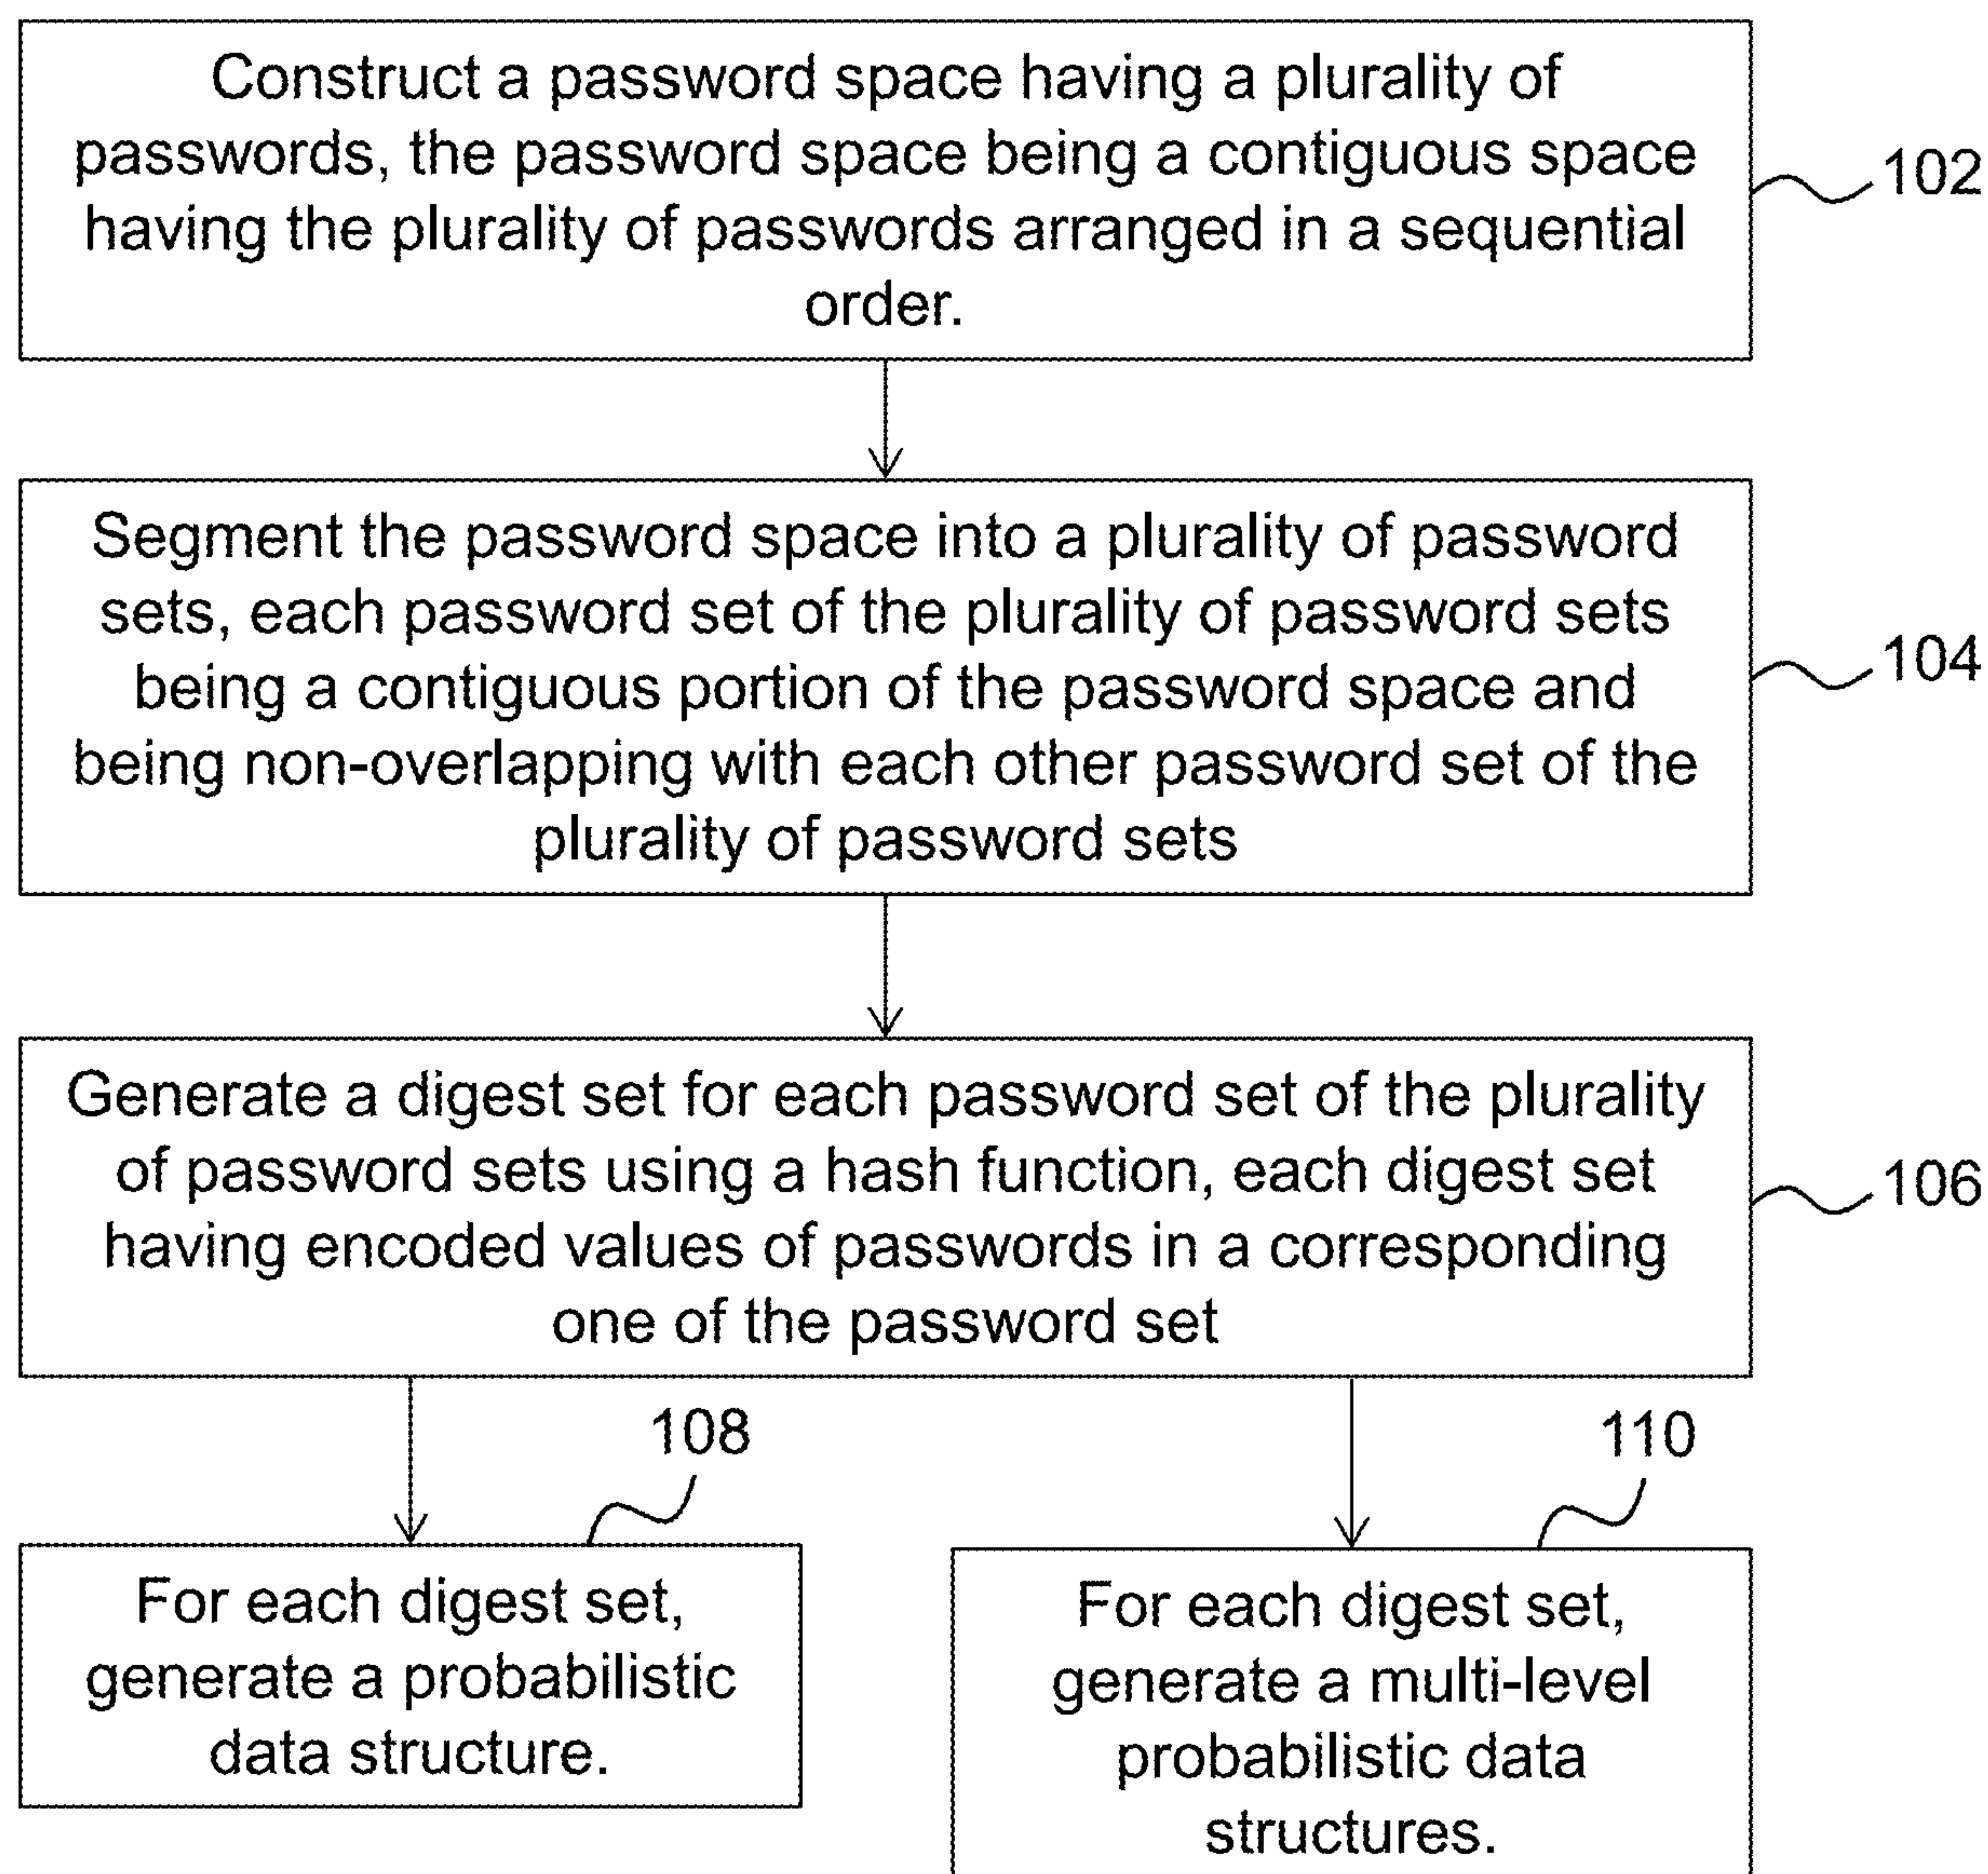 Construct a password space having a plurality of
passwords, the password space being a contiguous space
having the plurality of passwords arranged in a sequential
order.
102
Segment the password space into a plurality of password
sets, each password set of the plurality of password sets
being a contiguous portion of the password space and
being non-overlapping with each other password set of the
plurality of password sets
104
Generate a digest set for each password set of the plurality
of password sets using a hash function, each digest set
having encoded values of passwords in a corresponding
one of the password set
106
108
For each digest set,
generate a probabilistic
data structure.
110
For each digest set,
generate a multi-level
probabilistic data
structures.